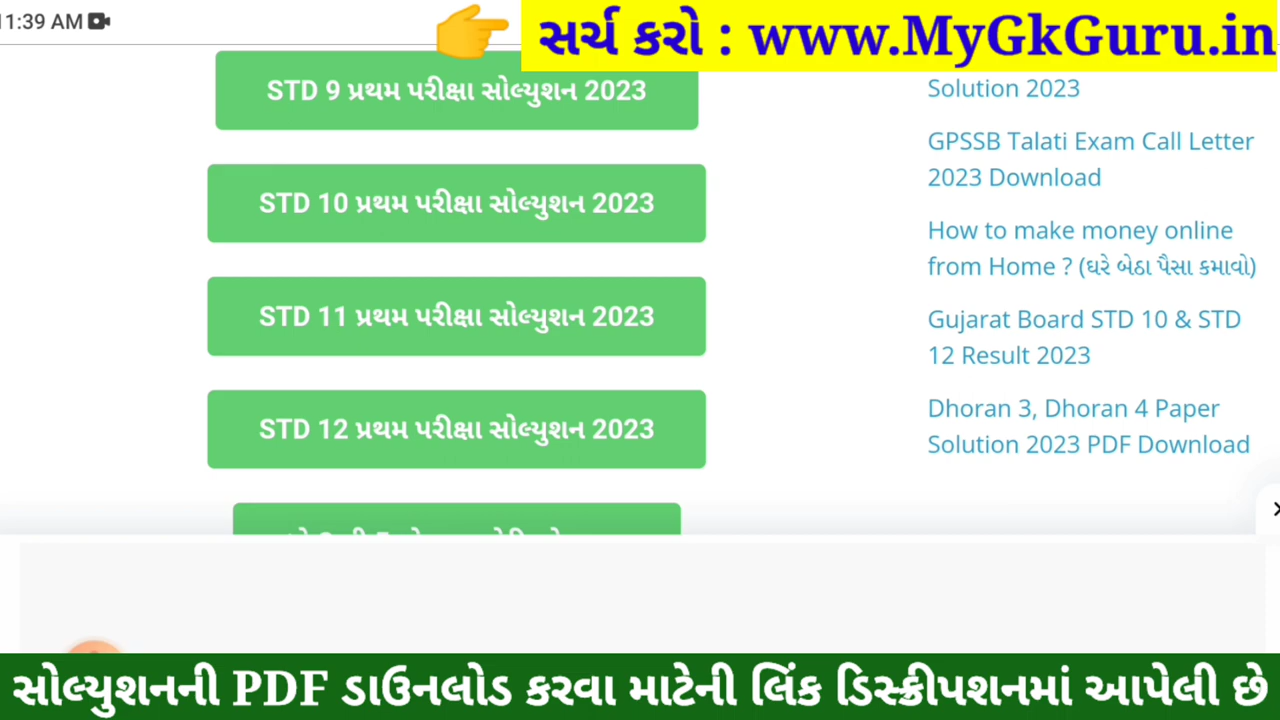 11:39 AM
સર્ચ કરો : www.MyGkGuru.in
STD 9 પ્રથમ પરીક્ષા સોલ્યુશન 2023
STD 10 પ્રથમ પરીક્ષા સોલ્યુશન 2023
STD 11 પ્રથમ પરીક્ષા સોલ્યુશન 2023
STD 12 પ્રથમ પરીક્ષા સોલ્યુશન 2023
Solution 2023
GPSSB Talati Exam Call Letter
2023 Download
How to make money online
from Home ? (ઘરે બેઠા પૈસા કમાવો)
Gujarat Board STD 10 & STD
12 Result 2023
Dhoran 3, Dhoran 4 Paper
Solution 2023 PDF Download
સોલ્યુશનની PDF ડાઉનલોડ કરવા માટેની લિંક ડિસ્ક્રીપશનમાં આપેલી છે